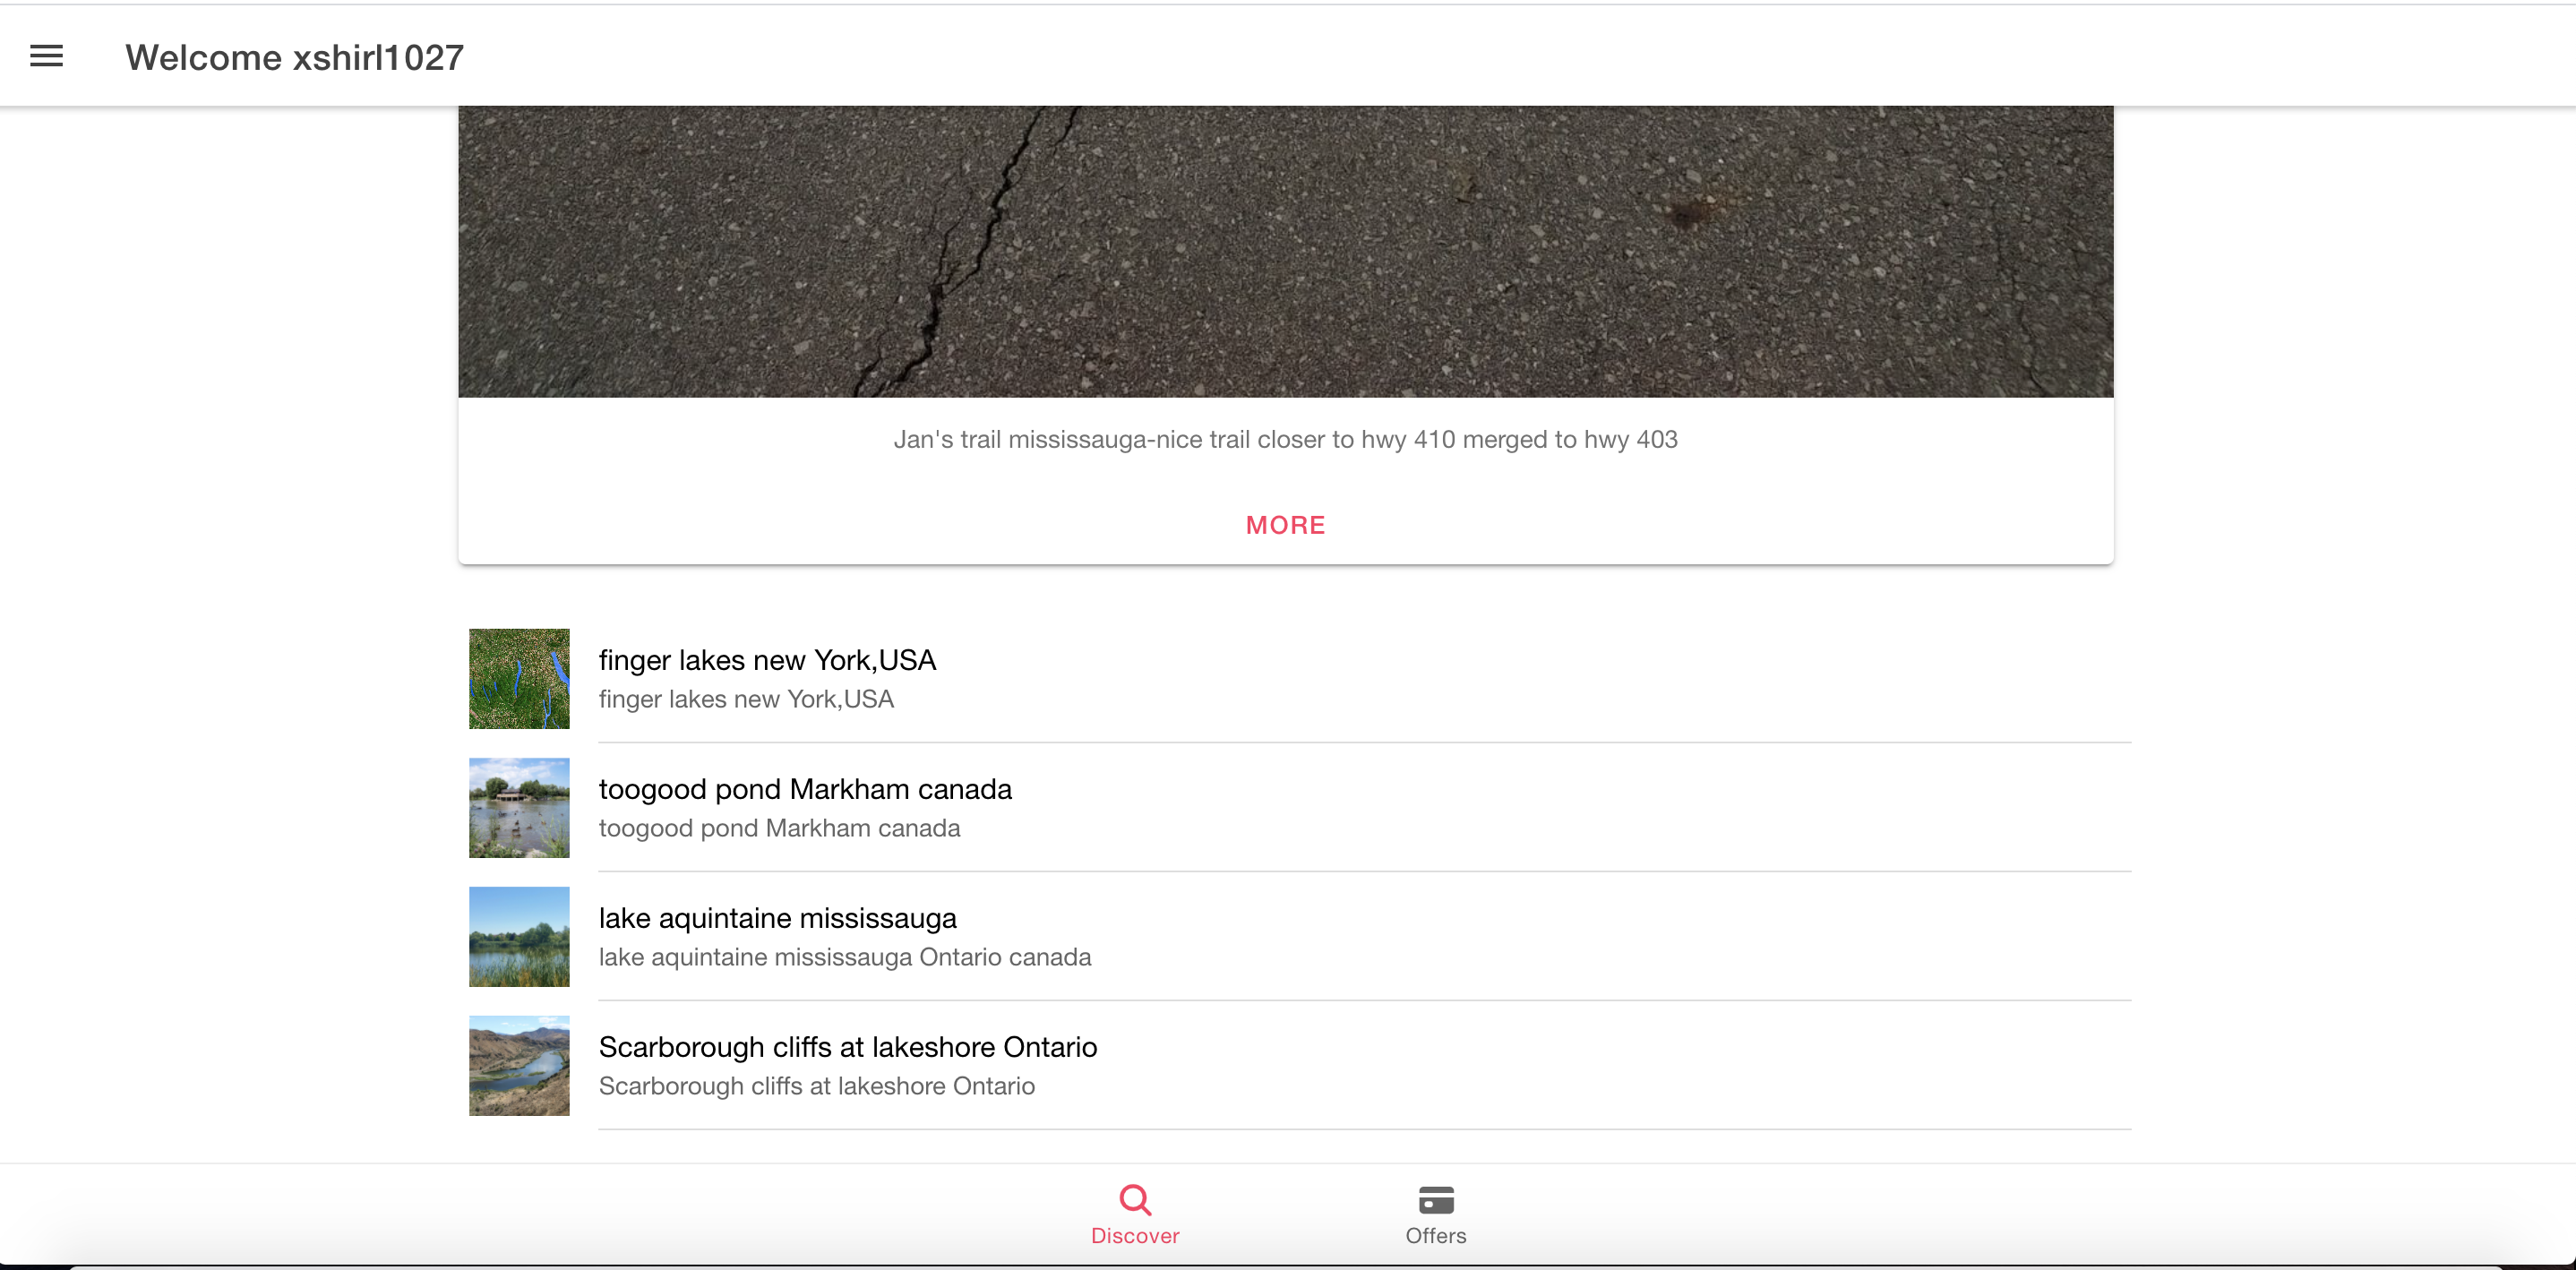 Welcome xshirl1027
Jan's trail mississauga-nice trail closer to hwy 410 merged to hwy 403
MORE
finger lakes new York,USA
finger lakes new York,USA
toogood pond Markham canada
toogood pond Markham canada
lake aquintaine mississauga
lake aquintaine mississauga Ontario canada
Scarborough cliffs at lakeshore Ontario
Scarborough cliffs at lakeshore Ontario
Discover
Offers